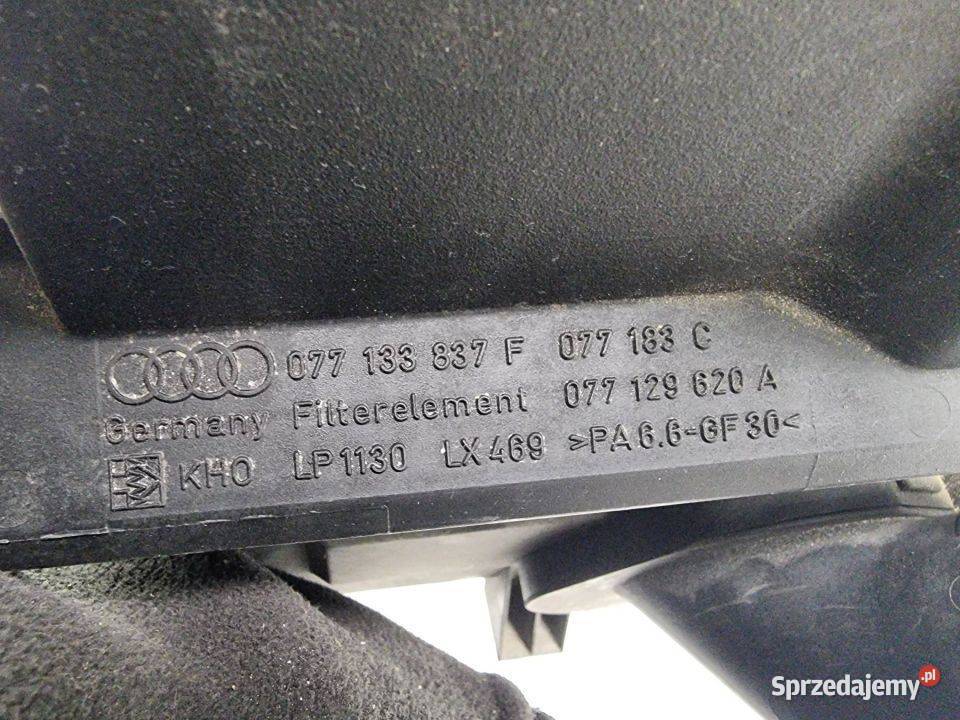 077 133 837 F 077 183 C
Germany Filterelement 077 129 620 A
KHO LP1130 LX469 >PA6.6-GF30<
Sprzedajemy.pl